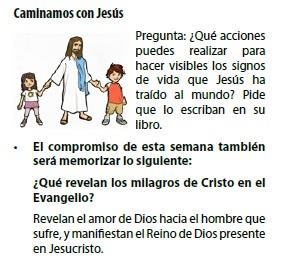 Caminamos con Jesús
Pregunta: ¿Qué acciones
puedes realizar para
hacer visibles los signos
de vida que Jesús ha
traído al mundo? Pide
que lo escriban en su
libro.
• El compromiso de esta semana también
será memorizar lo siguiente:
¿Qué revelan los milagros de Cristo en el
Evangelio?
Revelan el amor de Dios hacia el hombre que
sufre, y manifiestan el Reino de Dios presente
en Jesucristo.